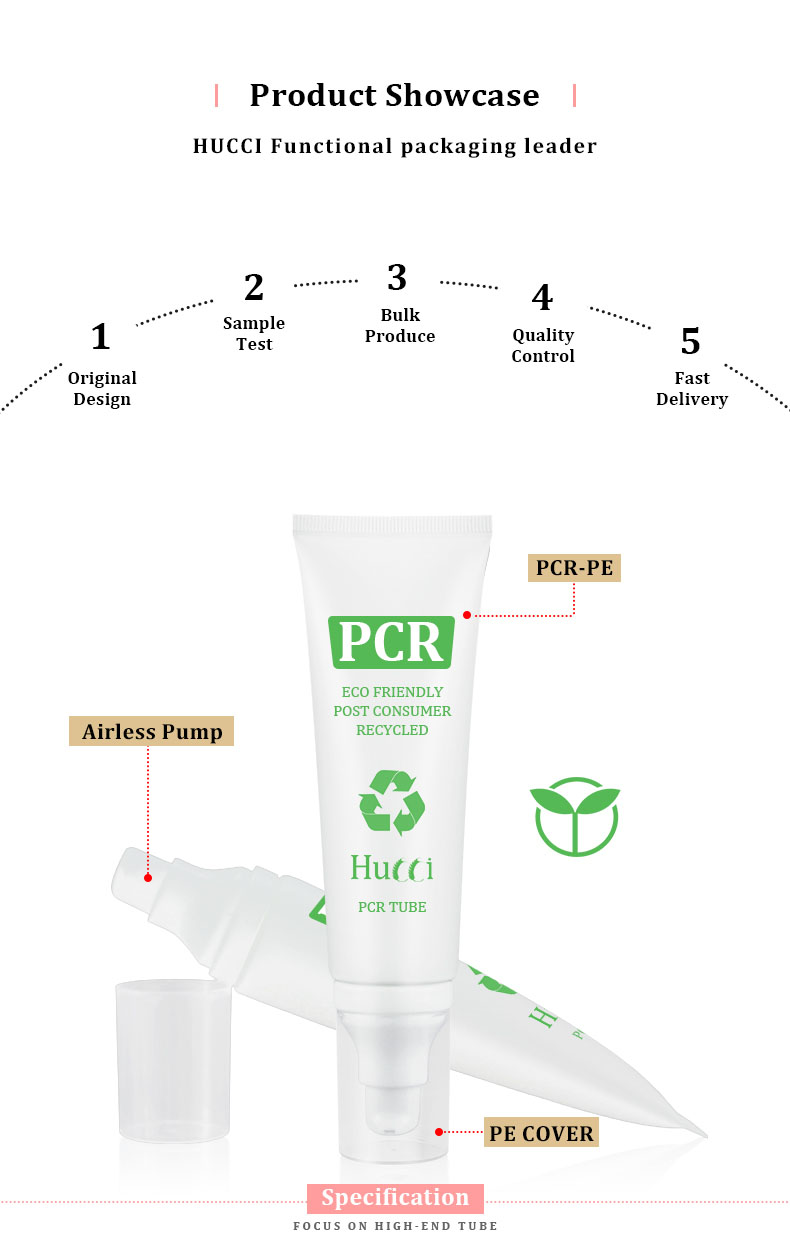 Product Showcase
HUCCI Functional packaging leader
1
Original
Design
2
Sample
Test
3
Bulk
Produce
4
Quality
Control
5
Fast
Delivery
PCR-PE
PCR
ECO FRIENDLY
POST CONSUMER
RECYCLED
Airless Pump
Hucci
PCR TUBE
H
P
PE COVER
Specification
FOCUS ON HIGH-END TUBE